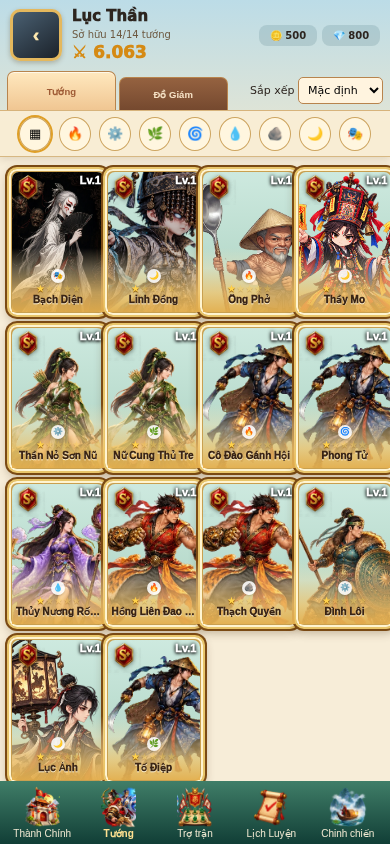 Lục Thần
Sở hữu 14/14 tướng
6.063
500
800
Tướng
Đồ Giám
Sắp xếp
Mặc định
S+ Lv.1
Bạch Diện
S+ Lv.1
Linh Đồng
S+ Lv.1
Ông Phở
S+ Lv.1
Thầy Mo
S+ Lv.1
Thần Nỏ Sơn Nữ
S+ Lv.1
Nữ Cung Thủ Tre
S+ Lv.1
Cô Đào Gánh Hội
S+ Lv.1
Phong Tử
S+ Lv.1
Thủy Nương Rố...
S+ Lv.1
Hồng Liên Đao ...
S+ Lv.1
Thạch Quyền
S+ Lv.1
Đình Lôi
S+ Lv.1
Lục Ảnh
S+ Lv.1
Tố Điệp
Thành Chính
Tướng
Trợ trận
Lịch Luyện
Chinh chiến